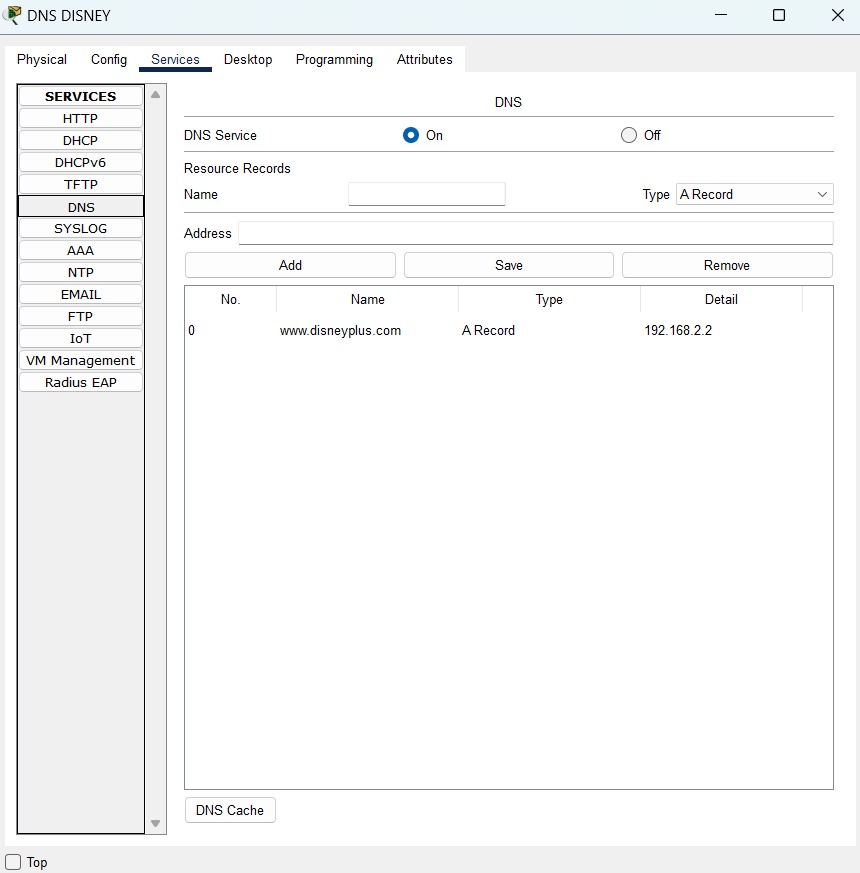 DNS DISNEY
Physical Config Services Desktop Programming Attributes
SERVICES
HTTP
DHCP
DHCPv6
TFTP
DNS
SYSLOG
AAA
NTP
EMAIL
FTP
IoT
VM Management
Radius EAP
DNS
DNS Service On Off
Resource Records
Name Type A Record
Address
Add Save Remove
No. Name Type Detail
0 www.disneyplus.com A Record 192.168.2.2
DNS Cache
Top